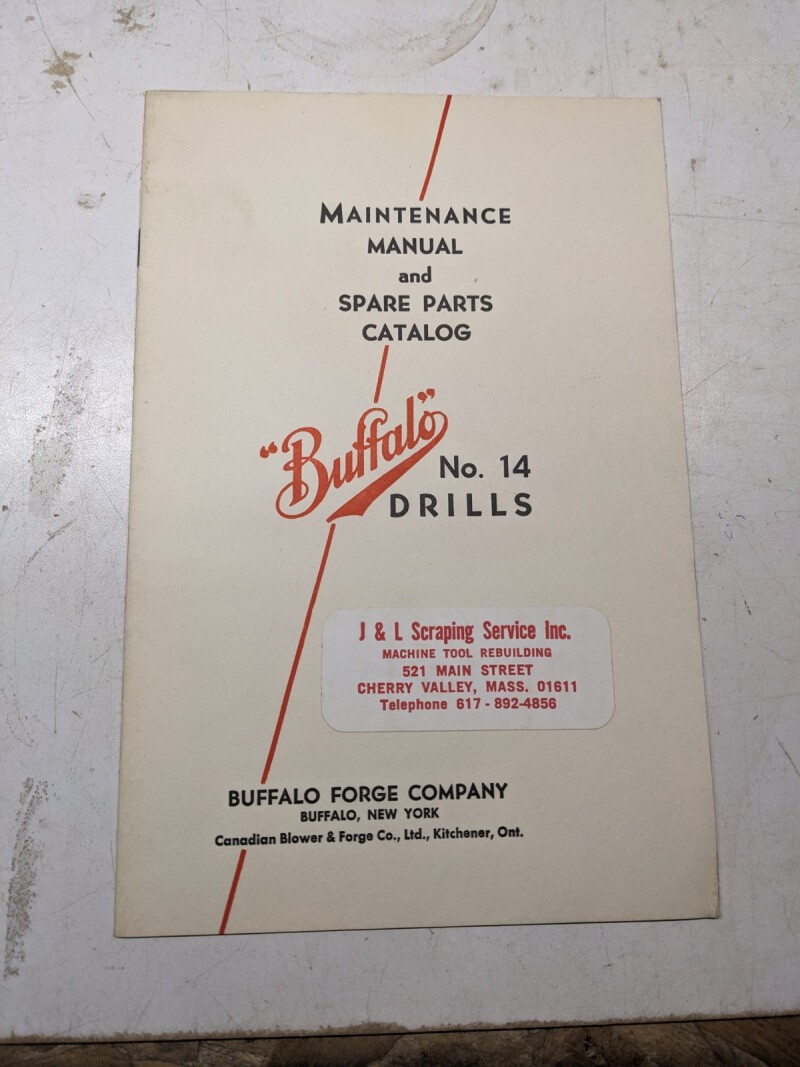 MAINTENANCE
MANUAL
and
SPARE PARTS
CATALOG
"Buffalo"
No. 14
DRILLS
J & L Scraping Service Inc.
MACHINE TOOL REBUILDING
521 MAIN STREET
CHERRY VALLEY, MASS. 01611
Telephone 617-892-4856
BUFFALO FORGE COMPANY
BUFFALO, NEW YORK
Canadian Blower & Forge Co., Ltd., Kitchener, Ont.